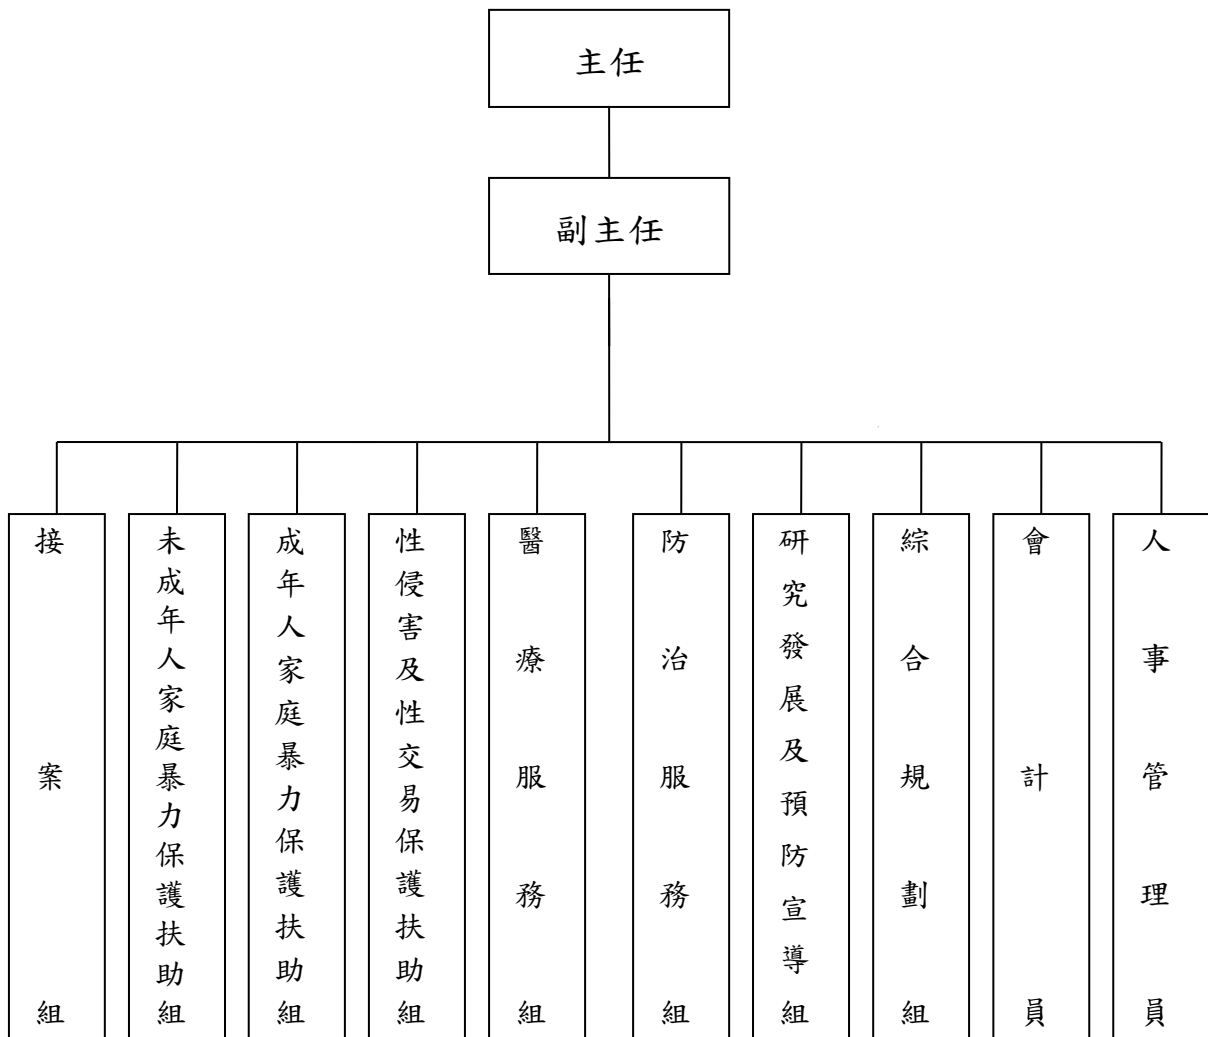 主任
副主任
接案組
未成年人家庭暴力保護扶助組
成年人家庭暴力保護扶助組
性侵害及性交易保護扶助組
醫療服務組
防治服務組
研究發展及預防宣導組
綜合規劃組
會計員
人事管理員